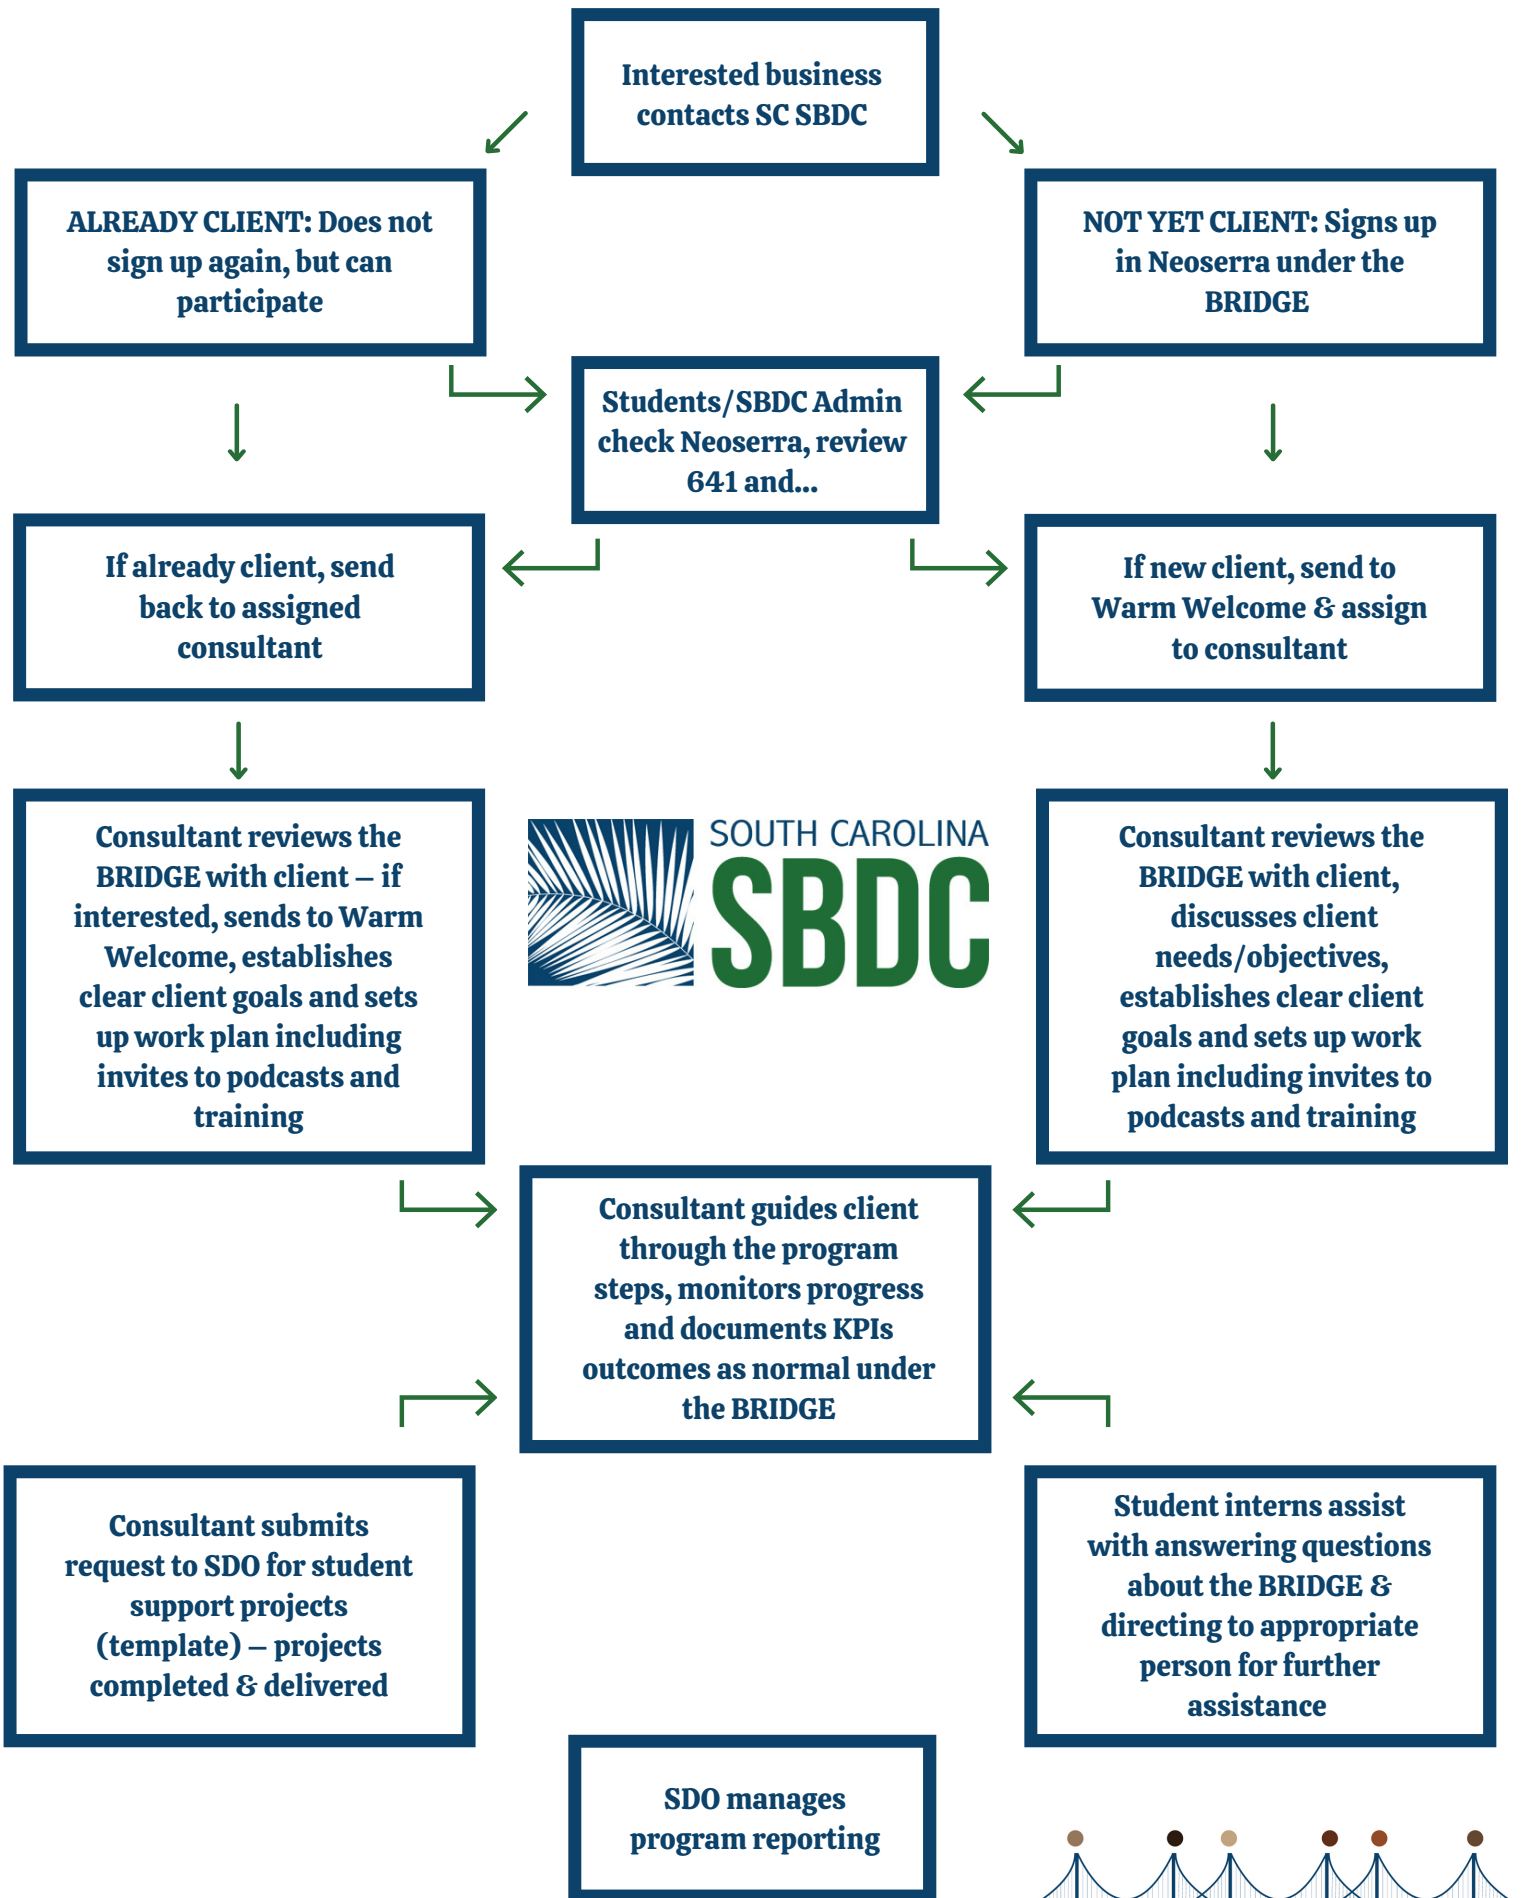 Interested business
contacts SC SBDC
ALREADY CLIENT: Does not
sign up again, but can
participate
NOT YET CLIENT: Signs up
in Neoserra under the
BRIDGE
Students/SBDC Admin
check Neoserra, review
641 and...
If already client, send
back to assigned
consultant
If new client, send to
Warm Welcome & assign
to consultant
Consultant reviews the
BRIDGE with client – if
interested, sends to Warm
Welcome, establishes
clear client goals and sets
up work plan including
invites to podcasts and
training
SOUTH CAROLINA
SBDC
Consultant reviews the
BRIDGE with client,
discusses client
needs/objectives,
establishes clear client
goals and sets up work
plan including invites to
podcasts and training
Consultant guides client
through the program
steps, monitors progress
and documents KPIs
outcomes as normal under
the BRIDGE
Consultant submits
request to SDO for student
support projects
(template) – projects
completed & delivered
Student interns assist
with answering questions
about the BRIDGE &
directing to appropriate
person for further
assistance
SDO manages
program reporting